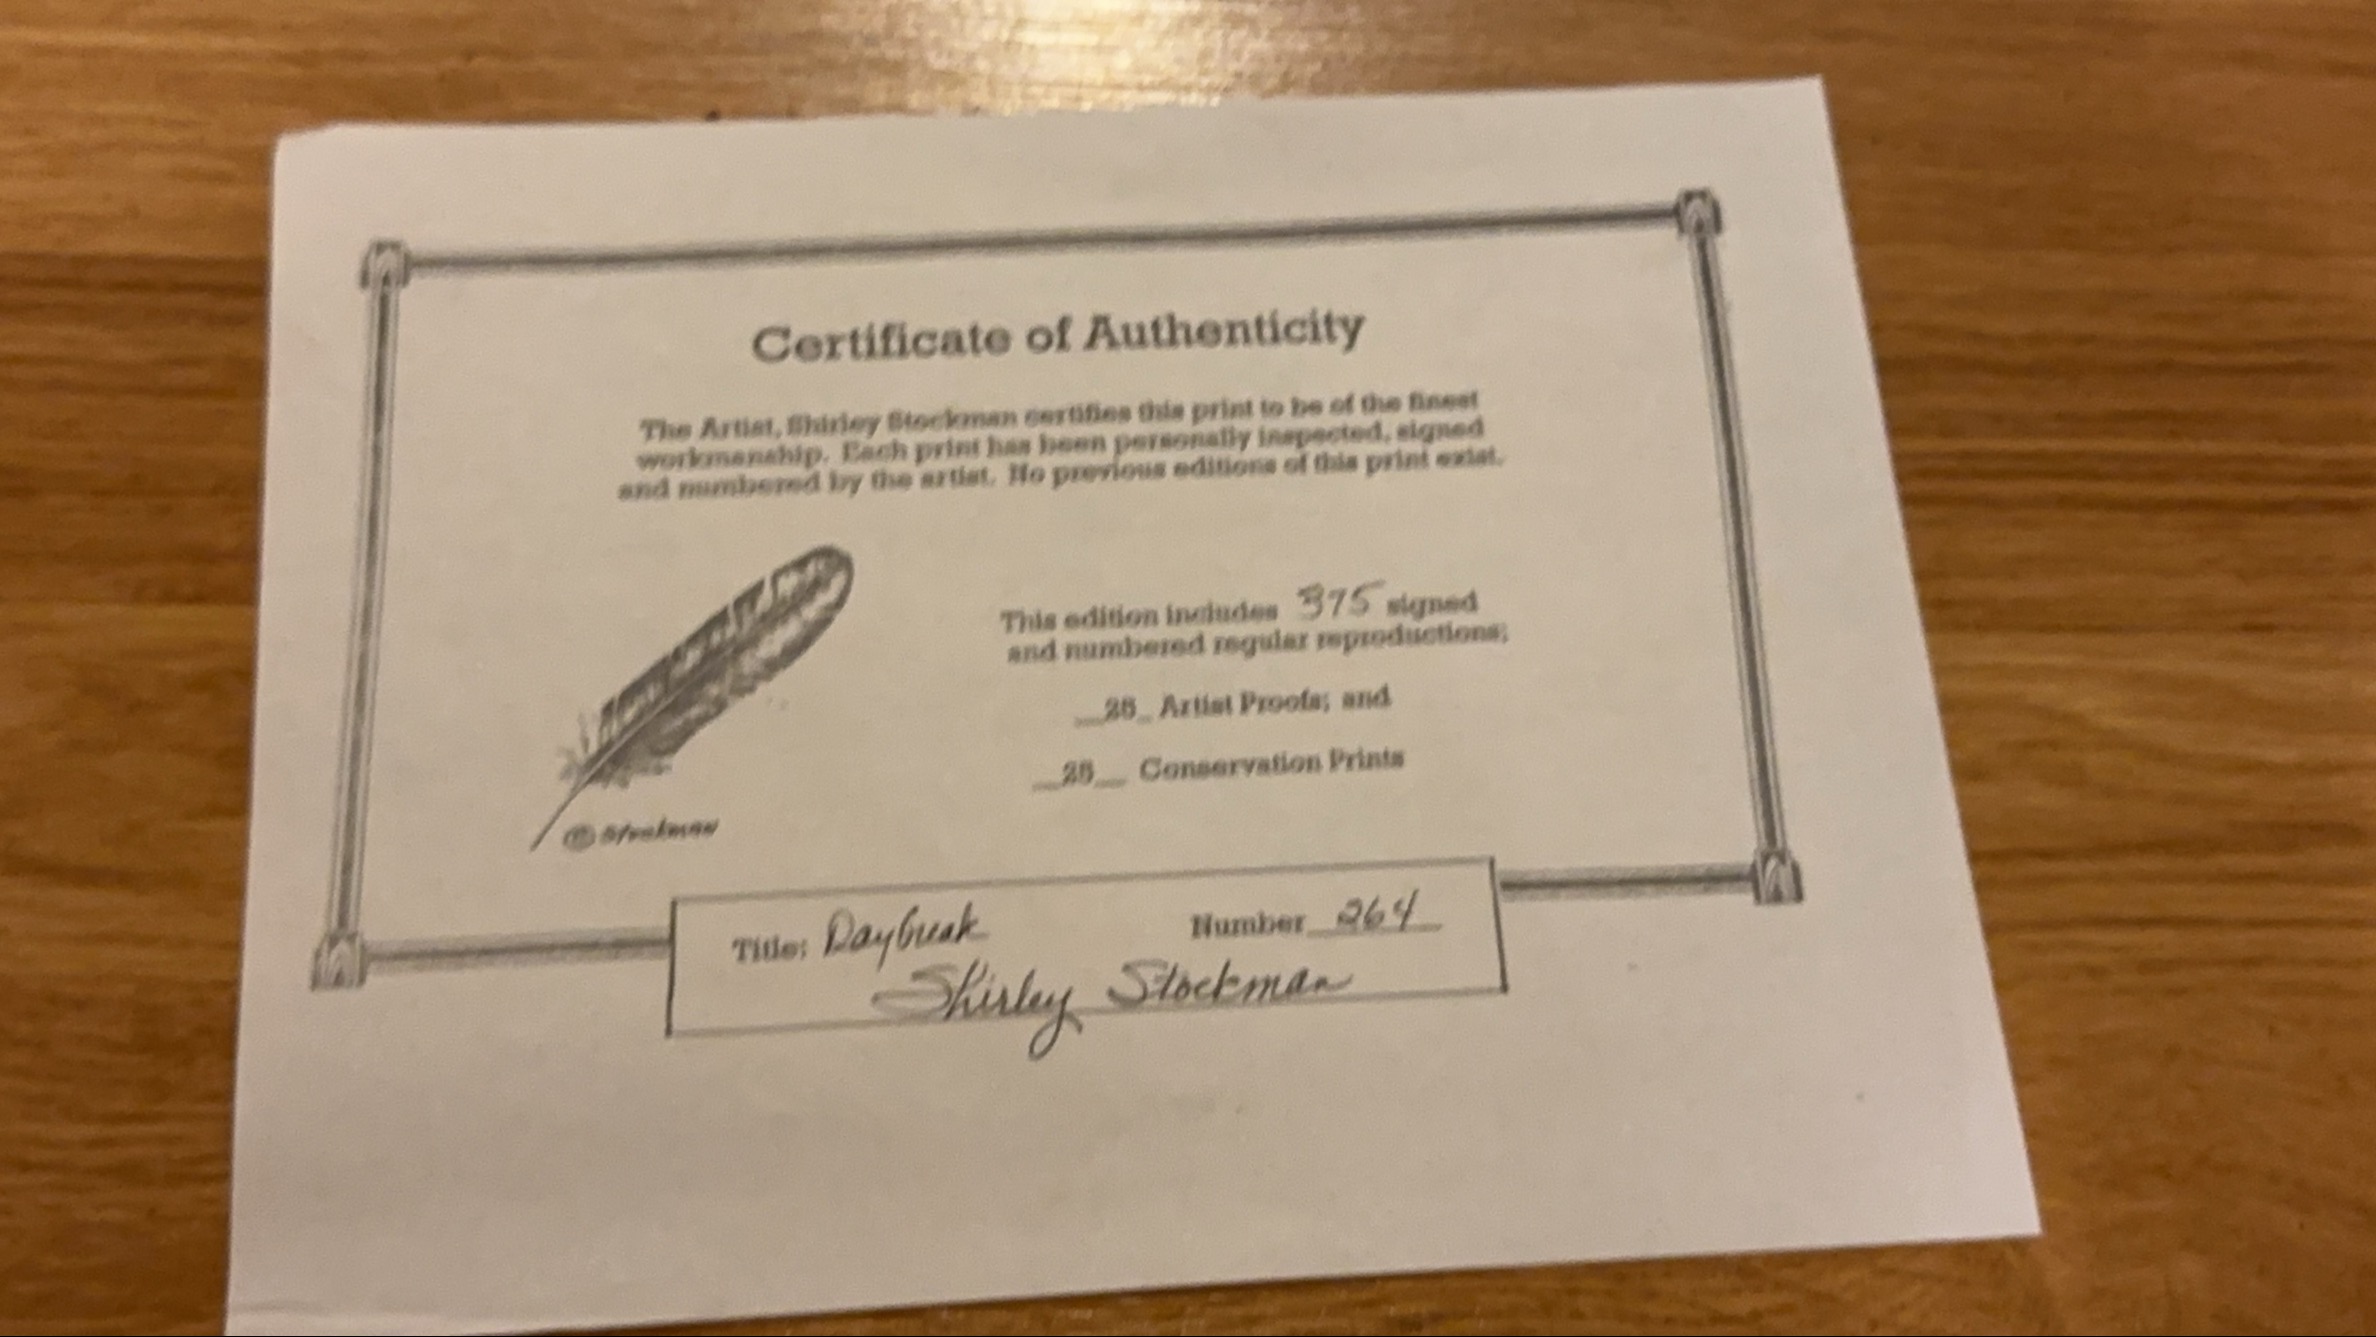 Certificate of Authenticity
The Artist, Shirley Stockman certifies this print to be of the finest
workmanship. Each print has been personally inspected, signed
and numbered by the artist. No previous editions of this print exist.
This edition includes 375 signed
and numbered regular reproductions;
25 Artist Proofs; and
25 Conservation Prints
© Stockman
Title: Daybreak Number 264
Shirley Stockman